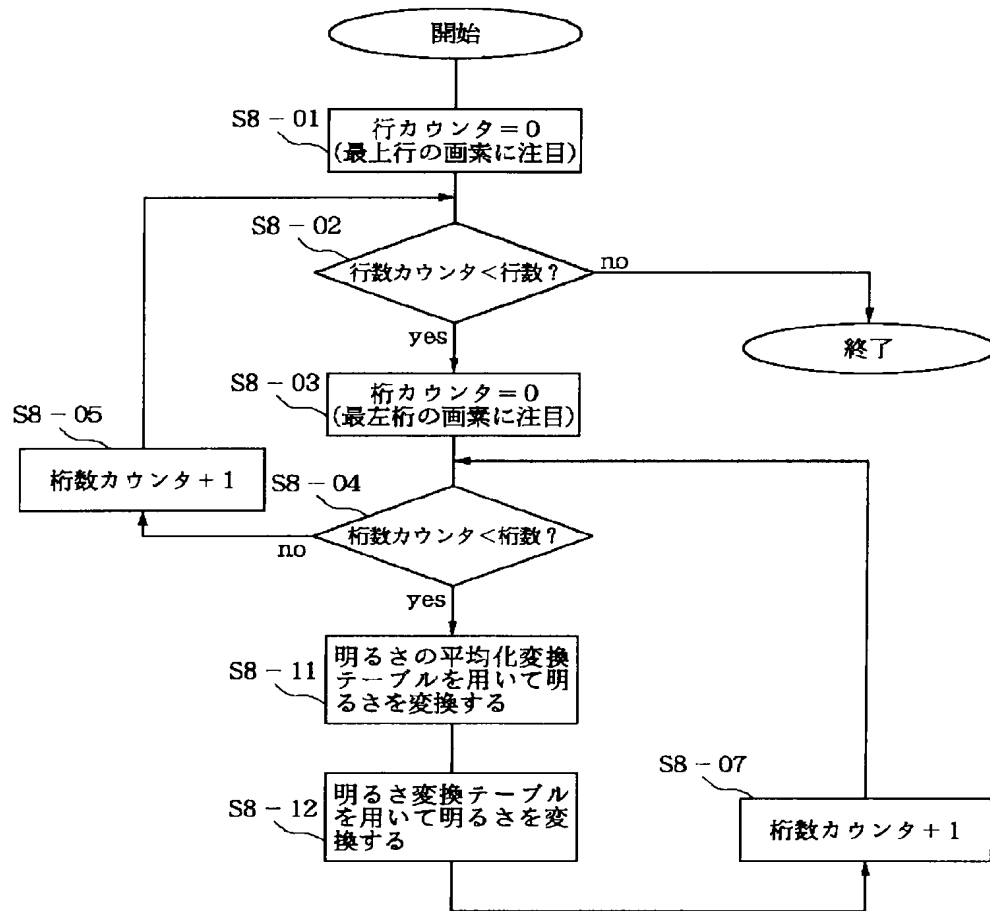 開始
S8-01
行カウンタ=0
(最上行の画素に注目)
S8-02
行数カウンタ<行数?
no
yes
終了
S8-03
桁カウンタ=0
(最左桁の画素に注目)
S8-05
桁数カウンタ+1
S8-04
桁数カウンタ<桁数?
no
yes
S8-11
明るさの平均化変換
テーブルを用いて明
るさを変換する
S8-12
明るさ変換テーブル
を用いて明るさを変
換する
S8-07
桁数カウンタ+1